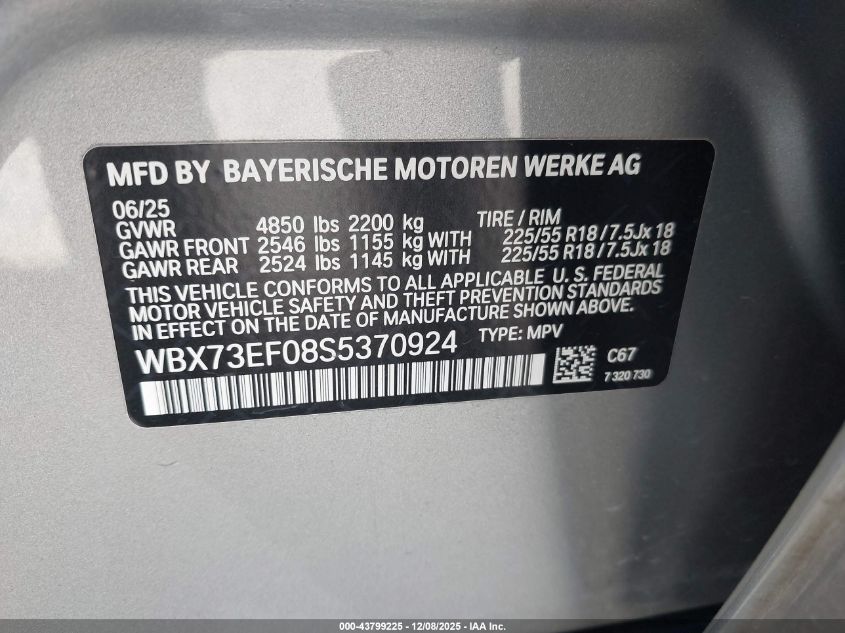 MFD BY BAYERISCHE MOTOREN WERKE AG
06/25
GVWR 4850 lbs 2200 kg TIRE / RIM
GAWR FRONT 2546 lbs 1155 kg WITH 225/55 R18/7.5Jx18
GAWR REAR 2524 lbs 1145 kg WITH 225/55 R18/7.5Jx18
THIS VEHICLE CONFORMS TO ALL APPLICABLE U. S. FEDERAL
MOTOR VEHICLE SAFETY AND THEFT PREVENTION STANDARDS
IN EFFECT ON THE DATE OF MANUFACTURE SHOWN ABOVE.
WBX73EF08S5370924 TYPE: MPV
C67
7 320 730
©-43799225 - 12/08/2025 - IAA Inc.